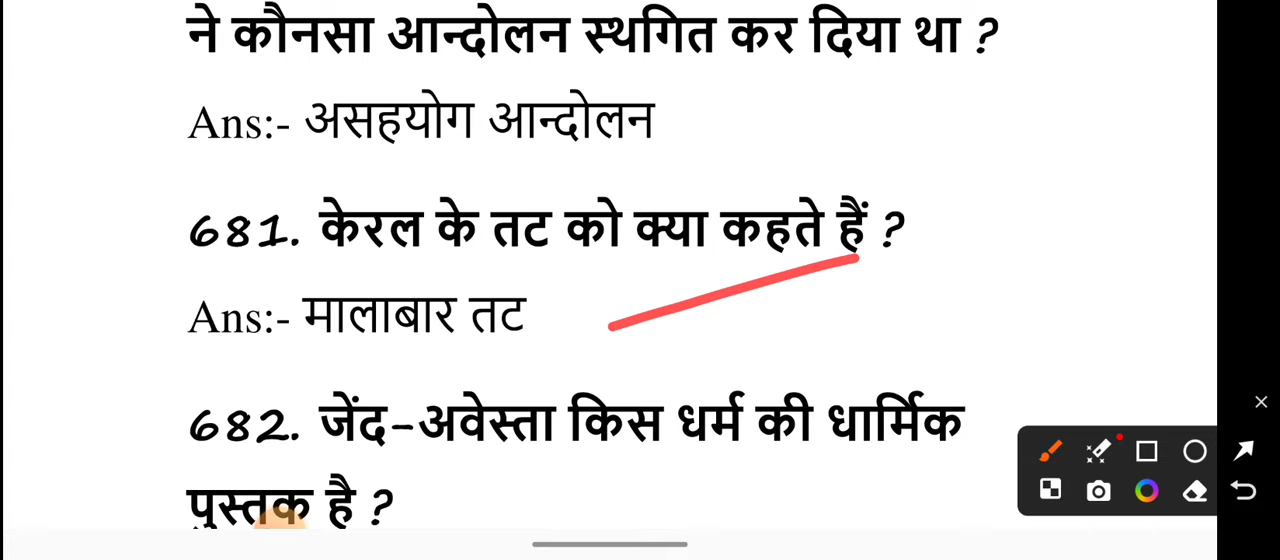 ने कौनसा आन्दोलन स्थगित कर दिया था ?
Ans:- असहयोग आन्दोलन
681. केरल के तट को क्या कहते हैं ?
Ans:- मालाबार तट
682. जेंद-अवेस्ता किस धर्म की धार्मिक
पुस्तक है ?